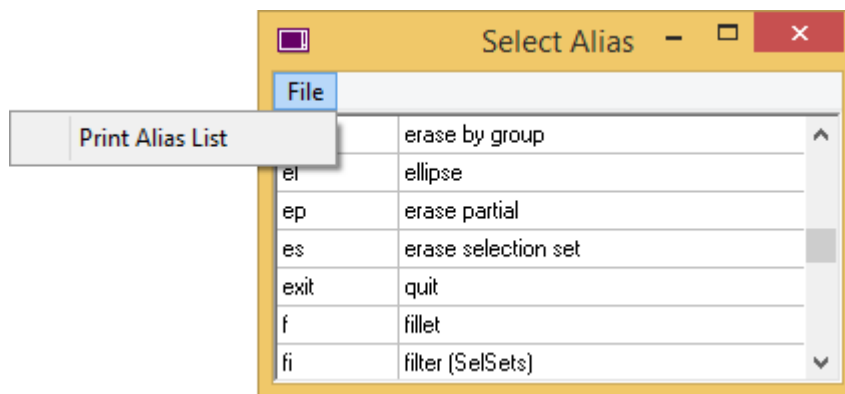 Select Alias
File
Print Alias List
erase by group
el ellipse
ep erase partial
es erase selection set
exit quit
f fillet
fi filter (SelSets)